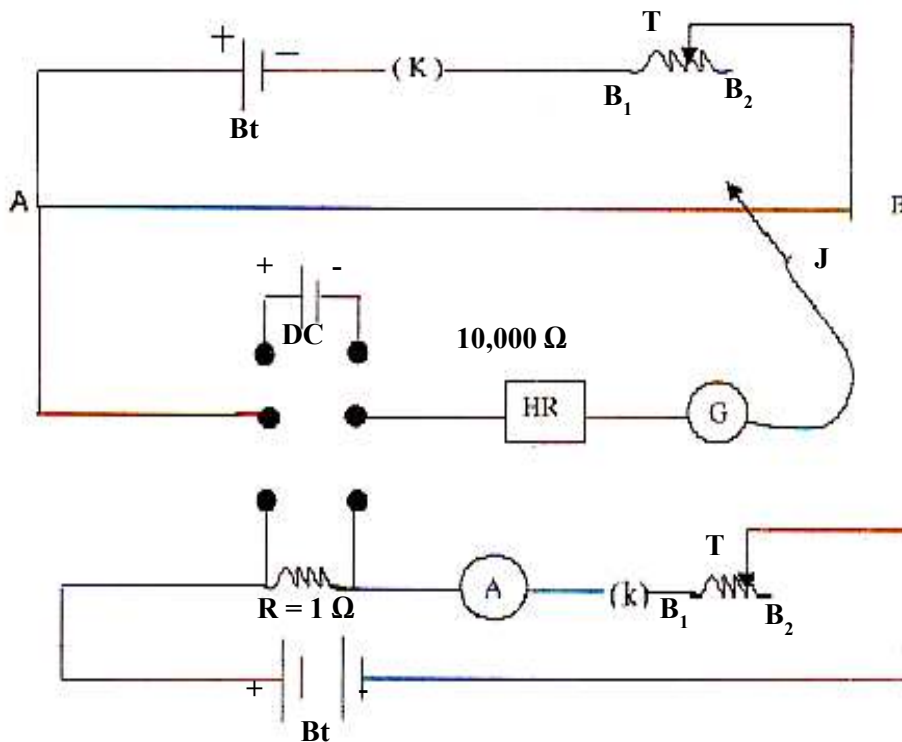 T
+ −
( K )
B₁ B₂
Bt
A
J
+ -
DC
10,000 Ω
HR
G
T
A
(k)
B₁ B₂
R = 1 Ω
+ -
Bt